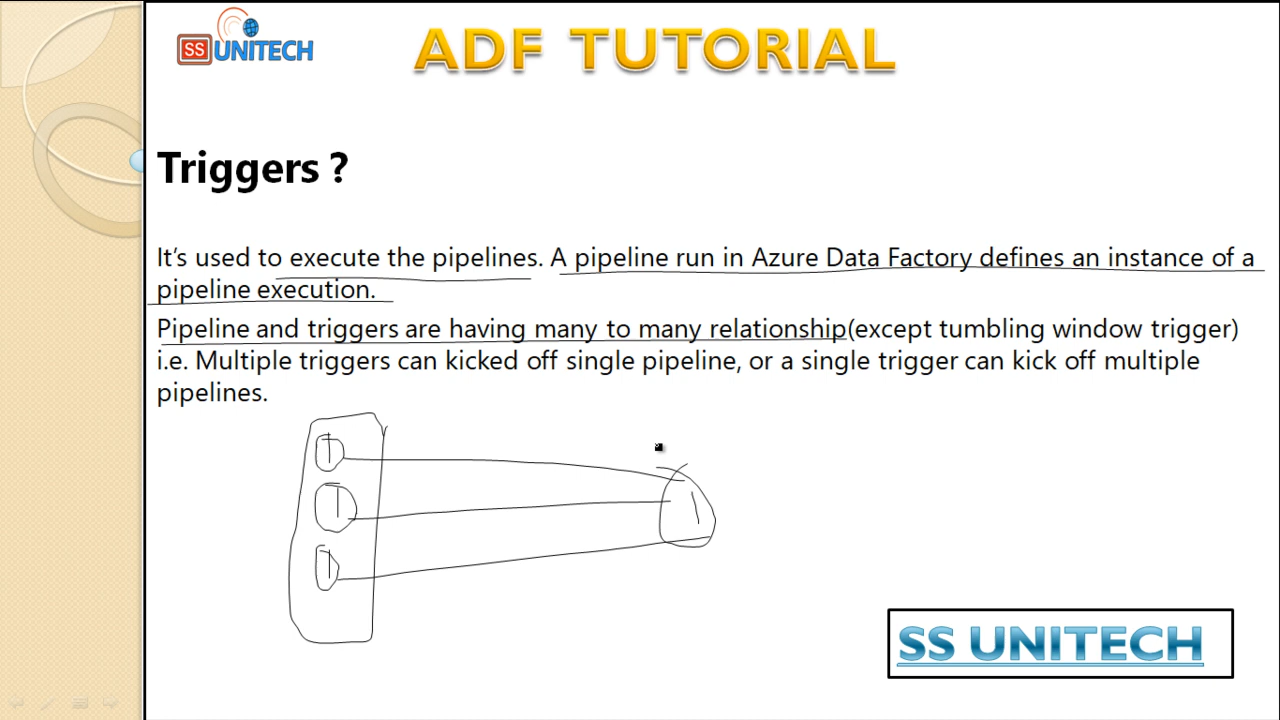 SS UNITECH
ADF TUTORIAL
Triggers ?
It's used to execute the pipelines. A pipeline run in Azure Data Factory defines an instance of a
pipeline execution.
Pipeline and triggers are having many to many relationship(except tumbling window trigger)
i.e. Multiple triggers can kicked off single pipeline, or a single trigger can kick off multiple
pipelines.
SS UNITECH